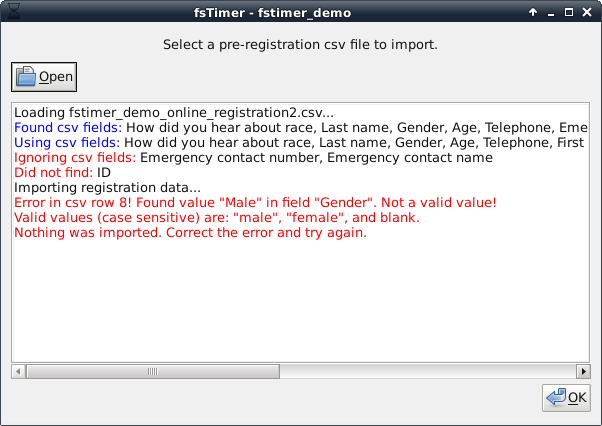 fsTimer - fstimer_demo
Select a pre-registration csv file to import.
Open
Loading fstimer_demo_online_registration2.csv...
Found csv fields: How did you hear about race, Last name, Gender, Age, Telephone, Eme
Using csv fields: How did you hear about race, Last name, Gender, Age, Telephone, First
Ignoring csv fields: Emergency contact number, Emergency contact name
Did not find: ID
Importing registration data...
Error in csv row 8! Found value "Male" in field "Gender". Not a valid value!
Valid values (case sensitive) are: "male", "female", and blank.
Nothing was imported. Correct the error and try again.
OK